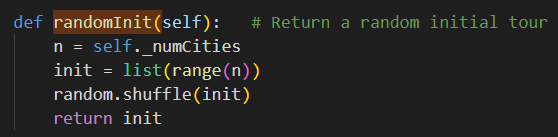 def randomInit(self):   # Return a random initial tour
    n = self._numCities
    init = list(range(n))
    random.shuffle(init)
    return init